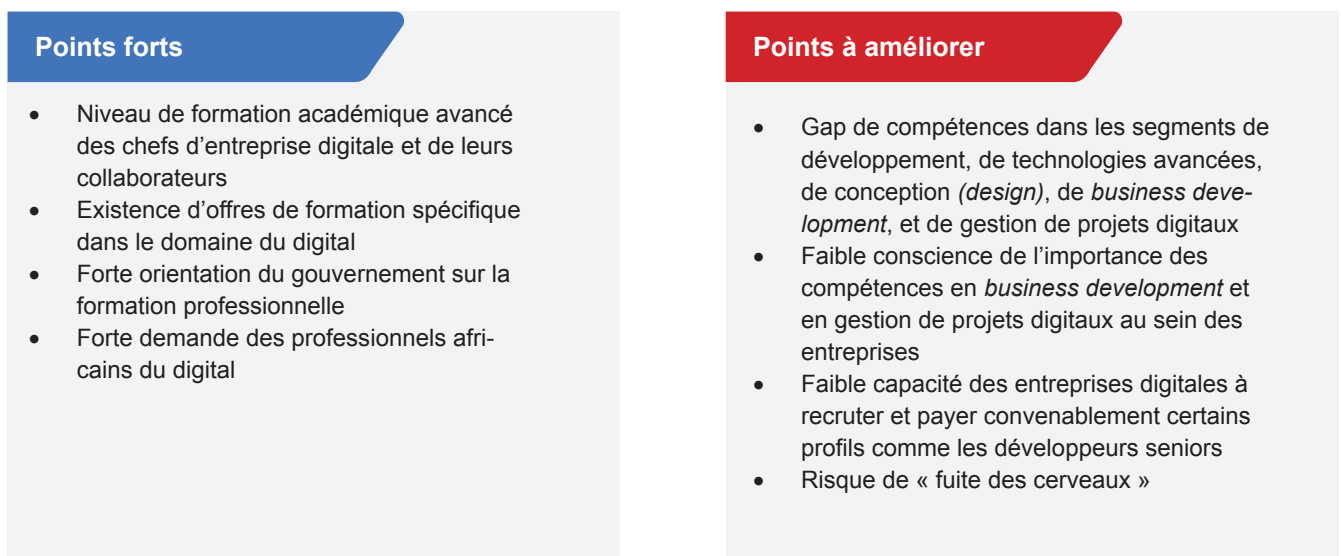 Points forts
• Niveau de formation académique avancé
des chefs d’entreprise digitale et de leurs
collaborateurs
• Existence d’offres de formation spécifique
dans le domaine du digital
• Forte orientation du gouvernement sur la
formation professionnelle
• Forte demande des professionnels afri-
cains du digital
Points à améliorer
• Gap de compétences dans les segments de
développement, de technologies avancées,
de conception (design), de business deve-
lopment, et de gestion de projets digitaux
• Faible conscience de l’importance des
compétences en business development et
en gestion de projets digitaux au sein des
entreprises
• Faible capacité des entreprises digitales à
recruter et payer convenablement certains
profils comme les développeurs seniors
• Risque de « fuite des cerveaux »